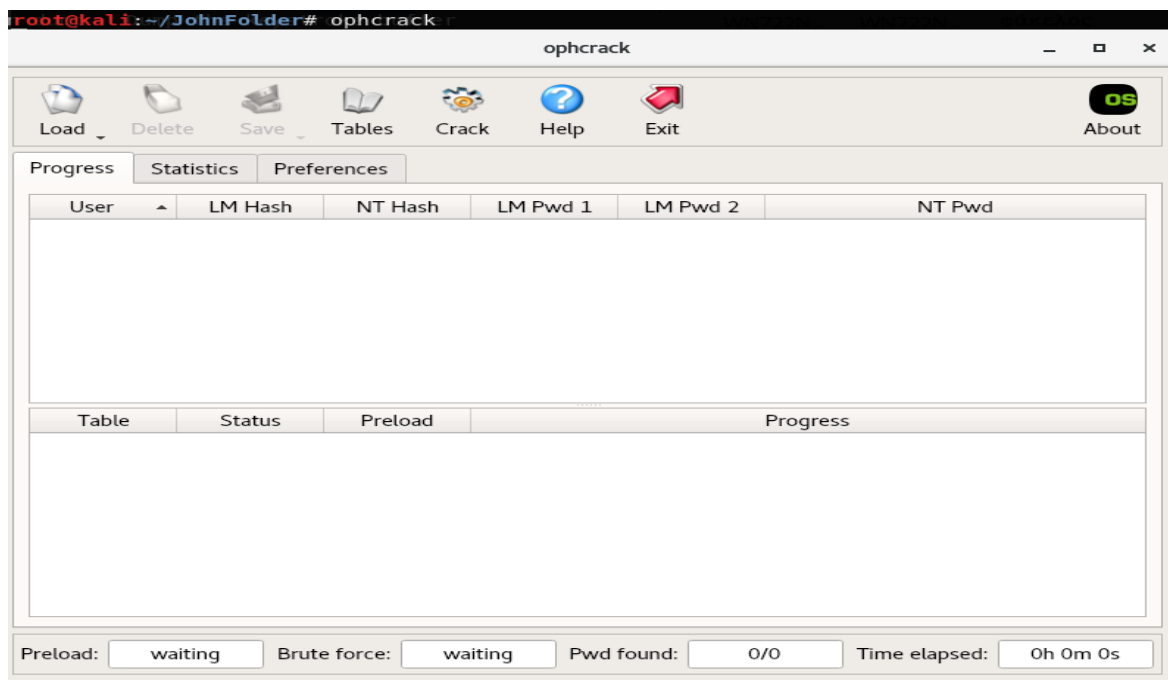 root@kali:~/JohnFolder# ophcrack
ophcrack
OS
Load Delete Save Tables Crack Help Exit About
Progress Statistics Preferences
User LM Hash NT Hash LM Pwd 1 LM Pwd 2 NT Pwd
Table Status Preload Progress
Preload: waiting Brute force: waiting Pwd found: 0/0 Time elapsed: 0h 0m 0s